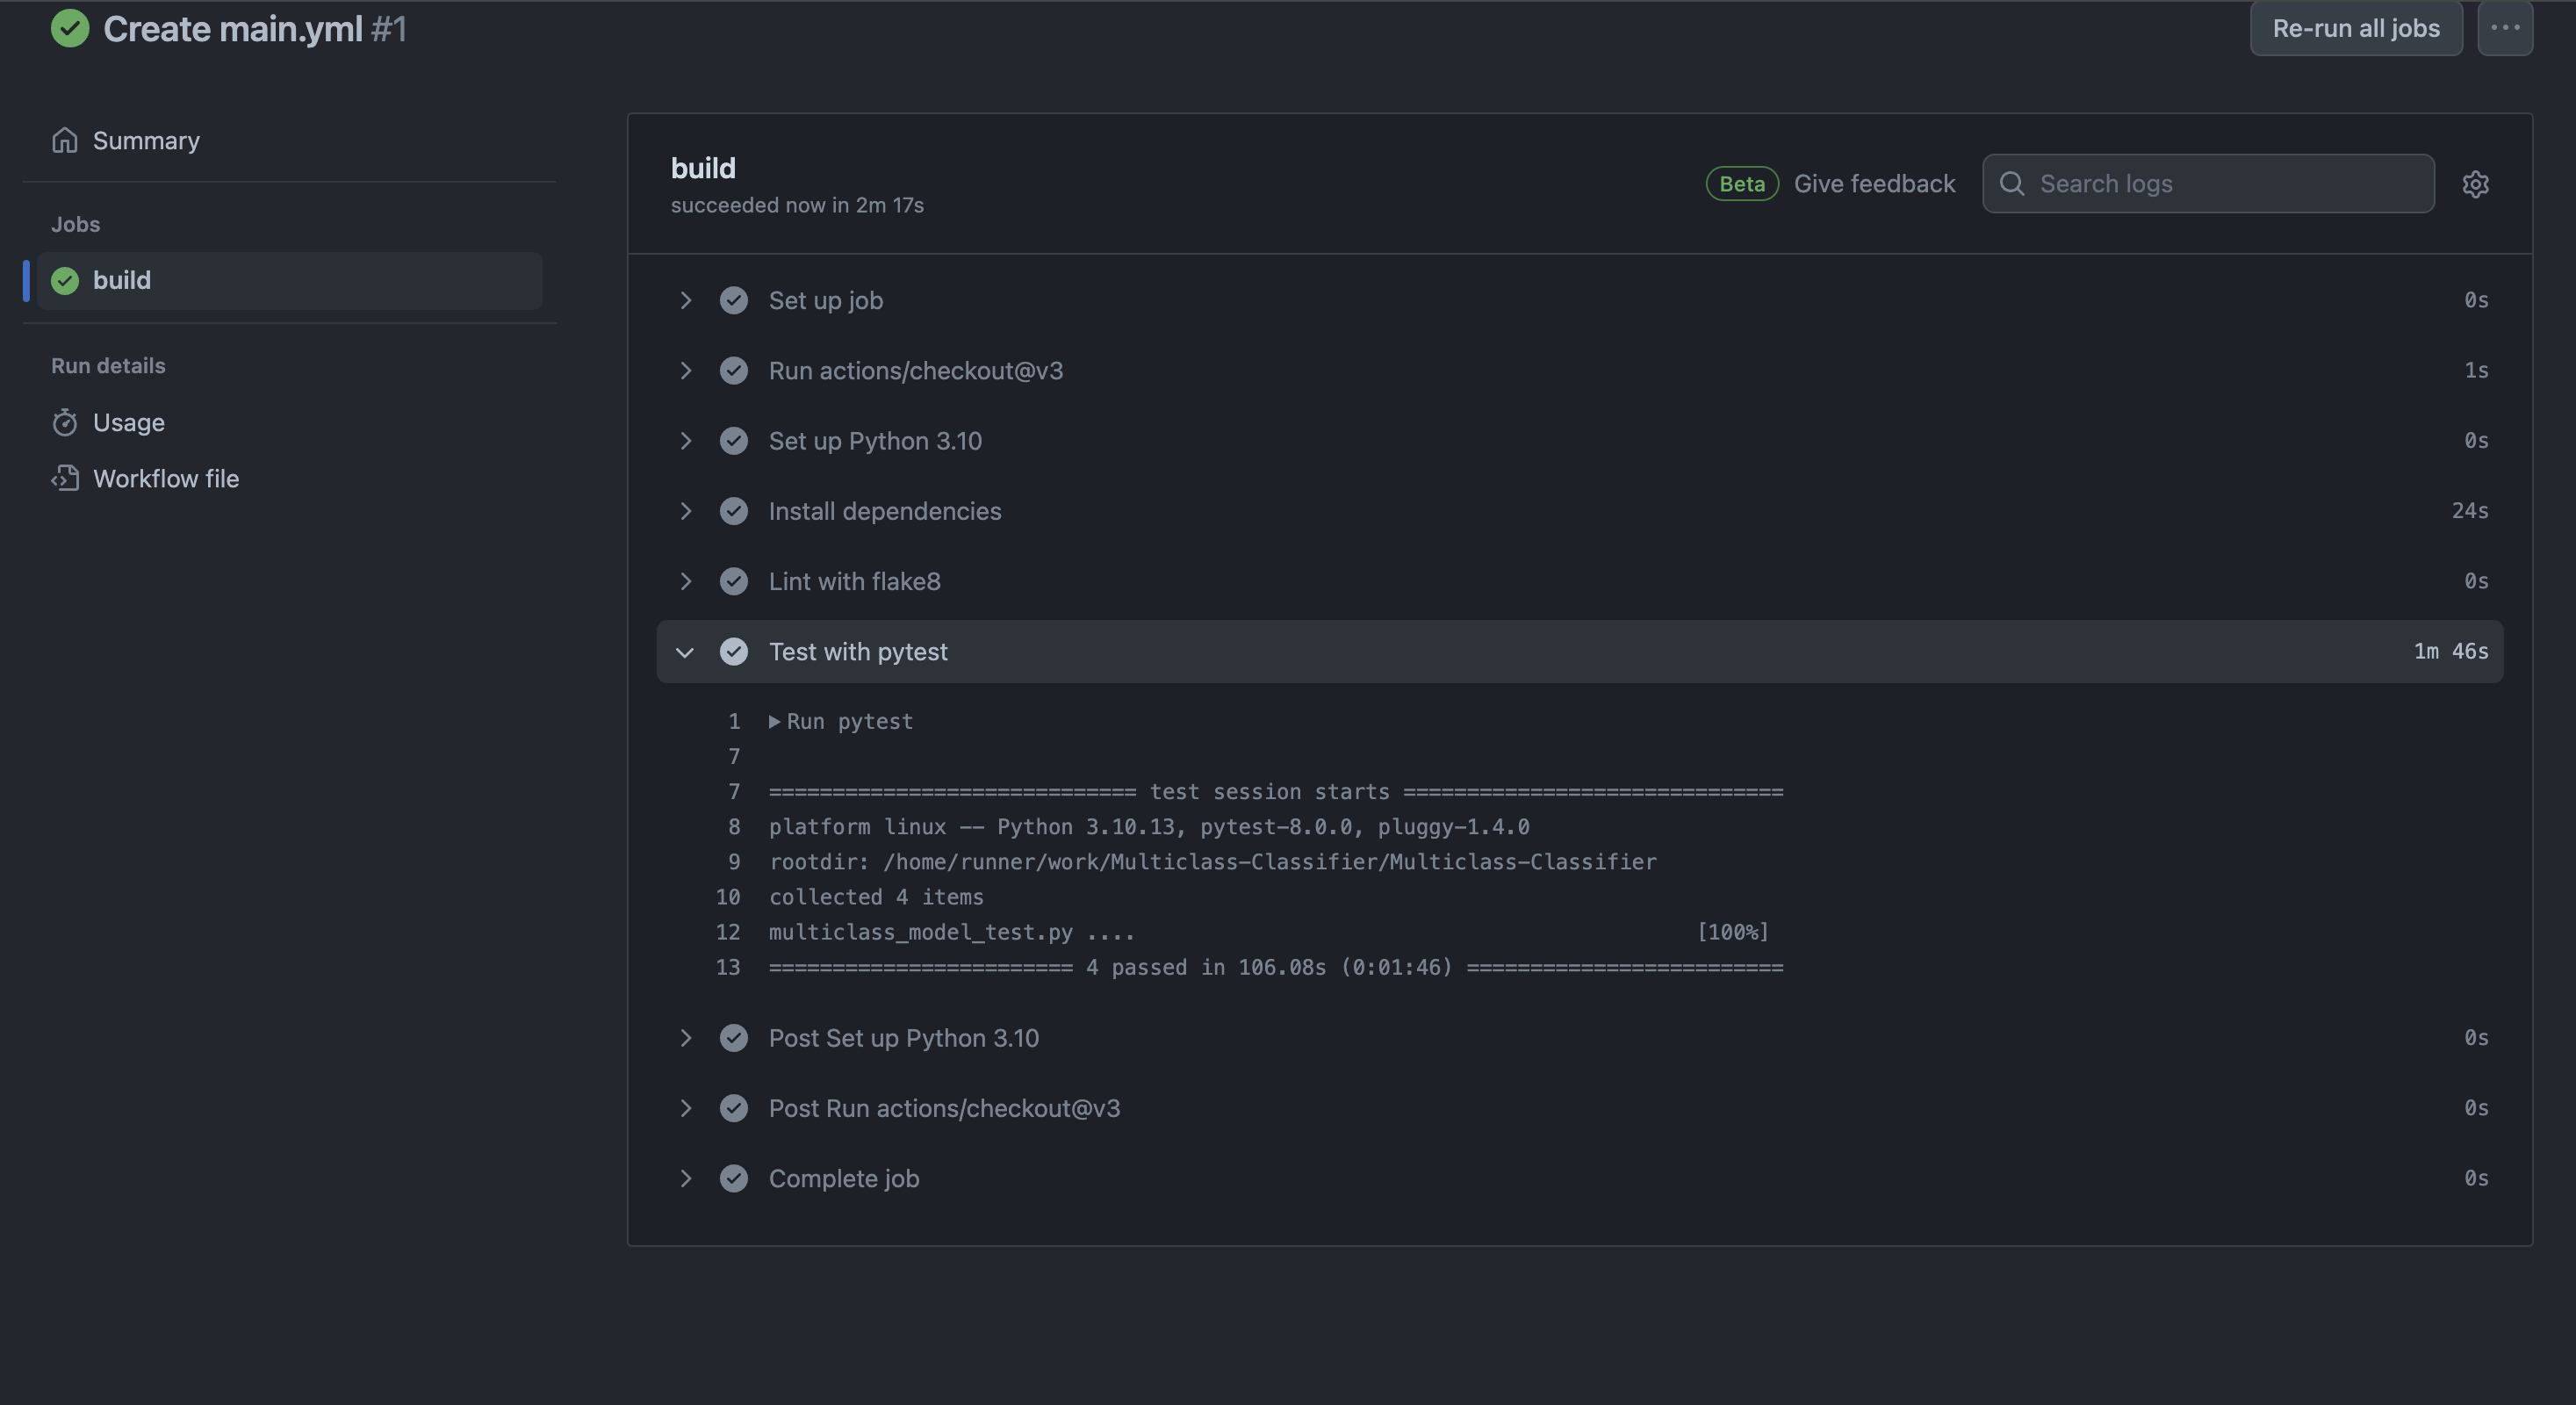 Create main.yml #1
Re-run all jobs
Summary
Jobs
build
Run details
Usage
Workflow file
build
succeeded now in 2m 17s
Beta Give feedback
Search logs
Set up job 0s
Run actions/checkout@v3 1s
Set up Python 3.10 0s
Install dependencies 24s
Lint with flake8 0s
Test with pytest 1m 46s
1 Run pytest
7
7 ============================= test session starts ==============================
8 platform linux -- Python 3.10.13, pytest-8.0.0, pluggy-1.4.0
9 rootdir: /home/runner/work/Multiclass-Classifier/Multiclass-Classifier
10 collected 4 items
12 multiclass_model_test.py .... [100%]
13 ======================== 4 passed in 106.08s (0:01:46) =========================
Post Set up Python 3.10 0s
Post Run actions/checkout@v3 0s
Complete job 0s